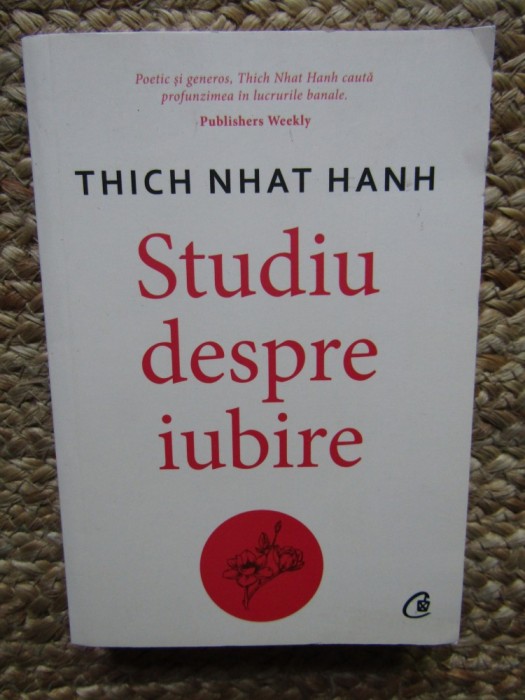 Poetic și generos, Thich Nhat Hanh caută
profunzimea în lucrurile banale.
Publishers Weekly
THICH NHAT HANH
Studiu
despre
iubire